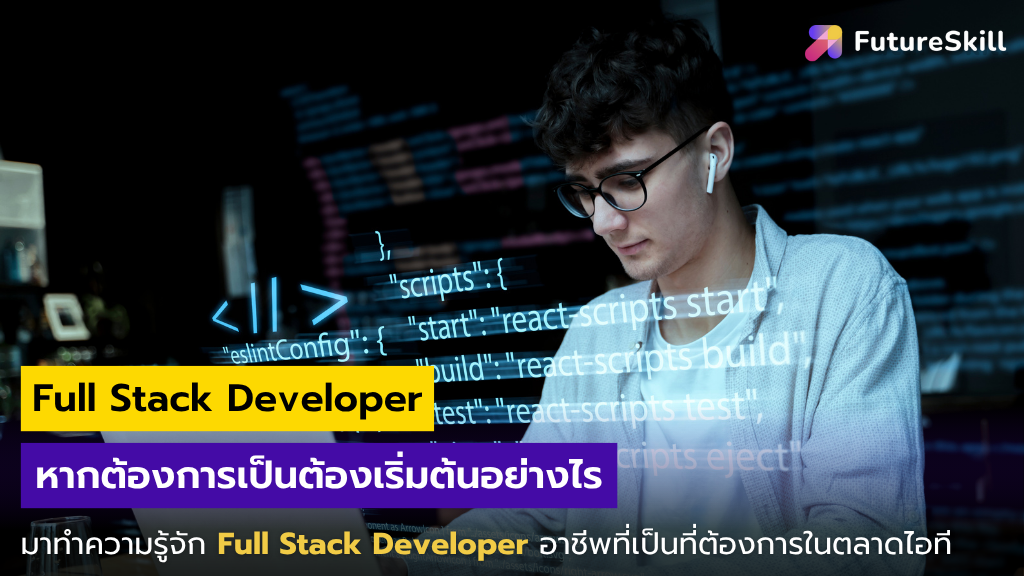 FutureSkill
},
"scripts": {
< || >
"start": "react-scripts start",
"eslintConfig": {
"build": "react-scripts build",
test": "react-scripts test",
scripts eject"
Full Stack Developer
หากต้องการเป็นต้องเริ่มต้นอย่างไร
มาทำความรู้จัก Full Stack Developer อาชีพที่เป็นที่ต้องการในตลาดไอที